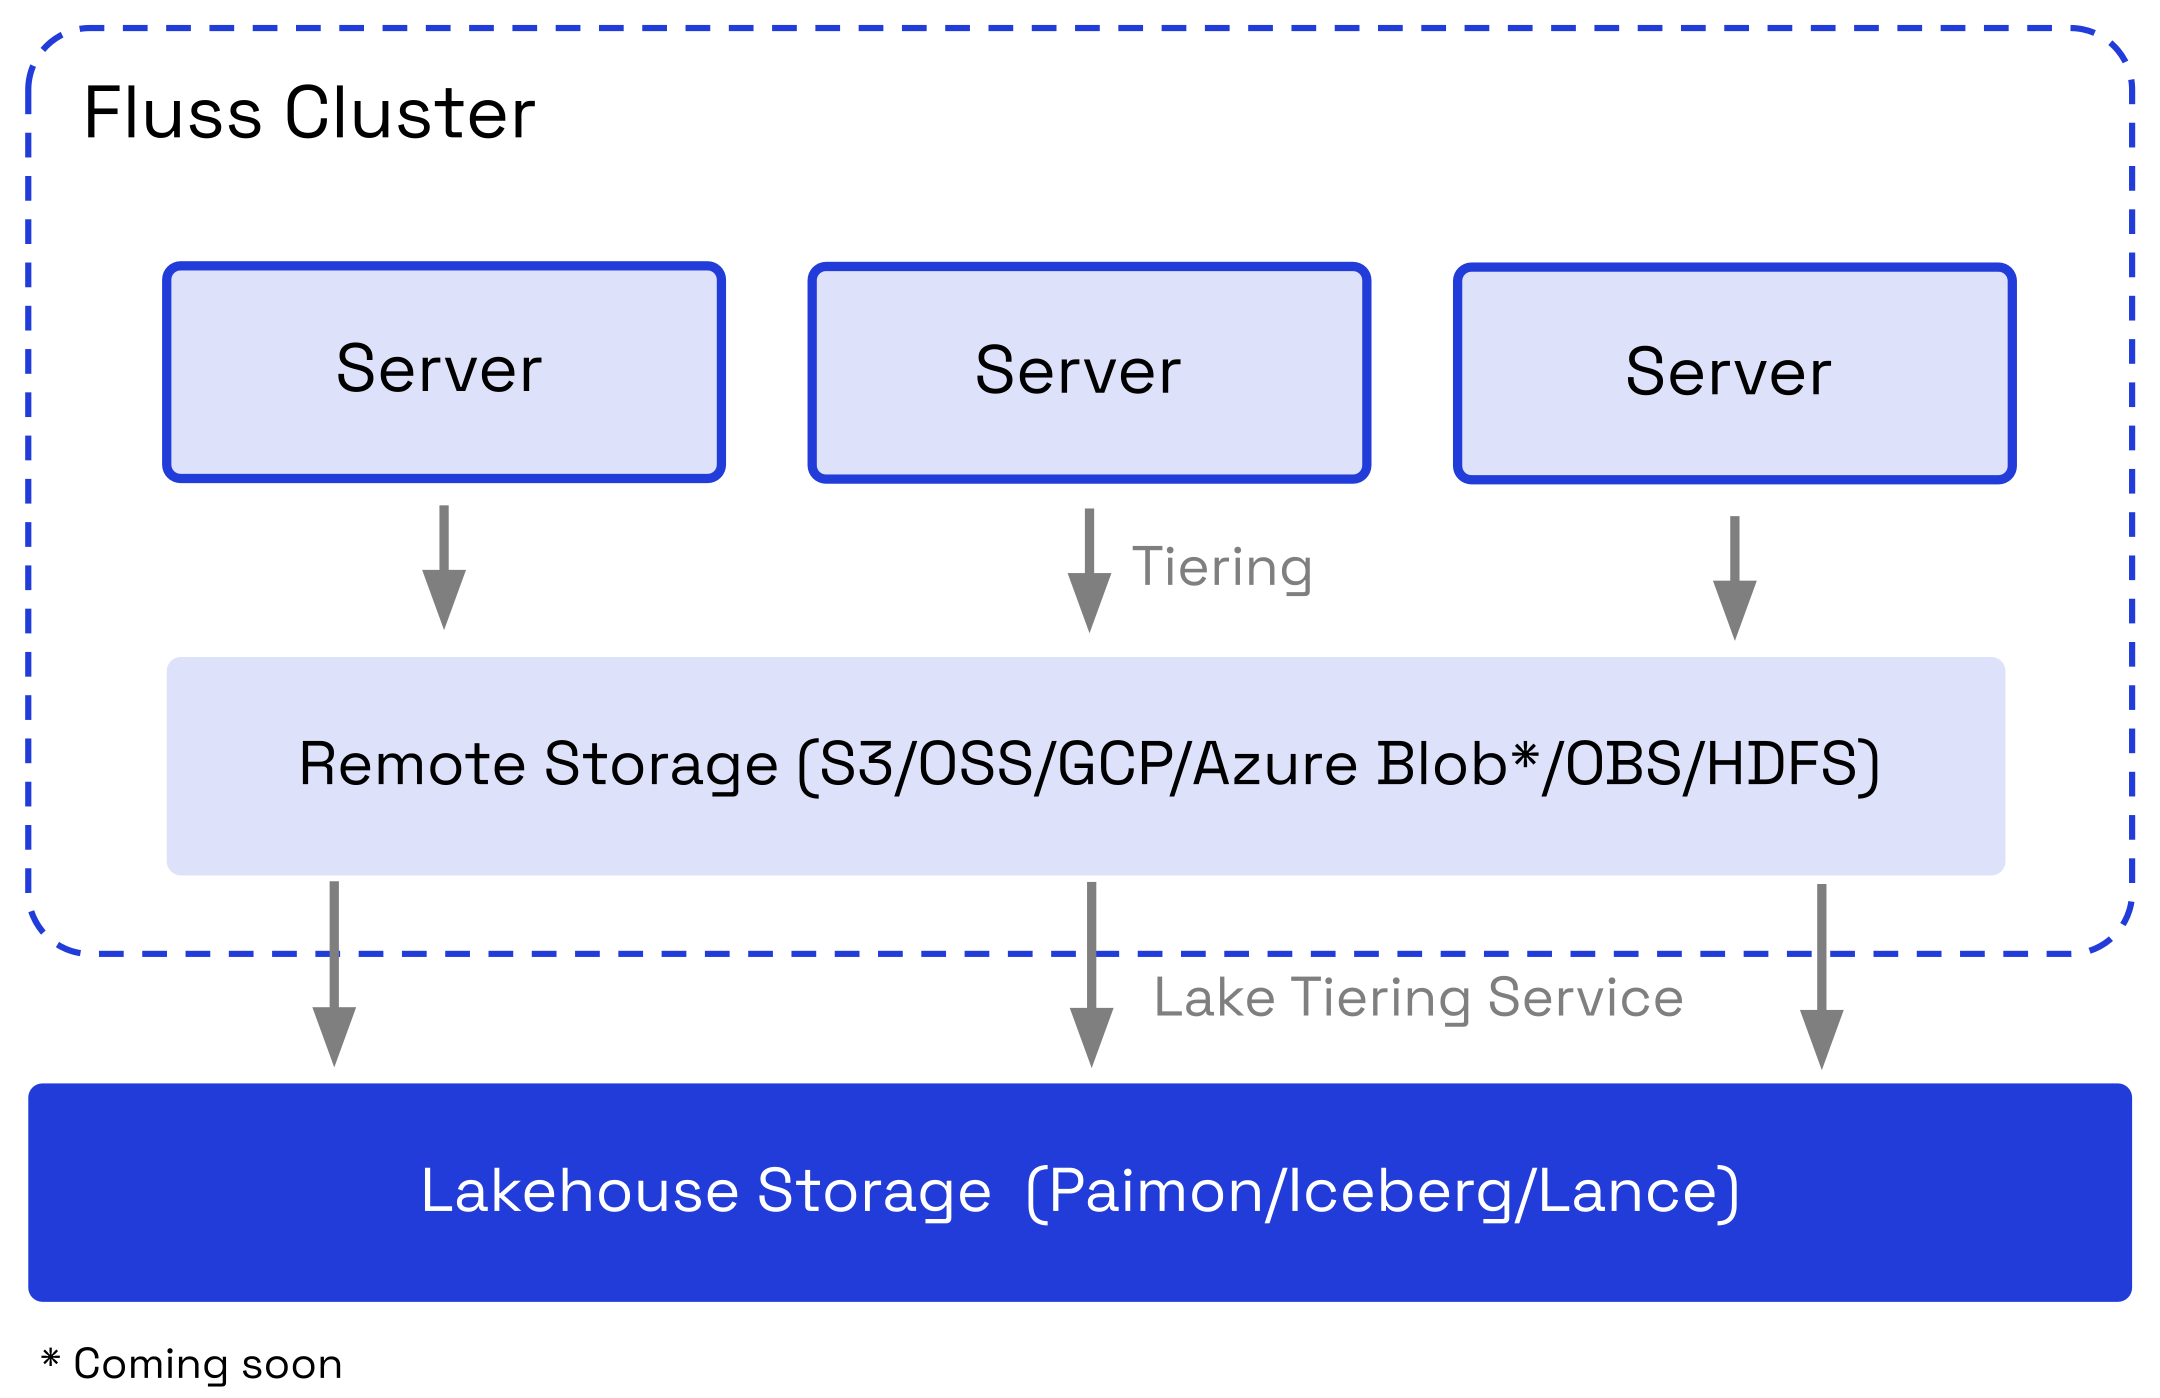 Fluss Cluster
Server
Server
Server
Tiering
Remote Storage (S3/OSS/GCP/Azure Blob*/OBS/HDFS)
Lake Tiering Service
Lakehouse Storage (Paimon/Iceberg/Lance)
* Coming soon